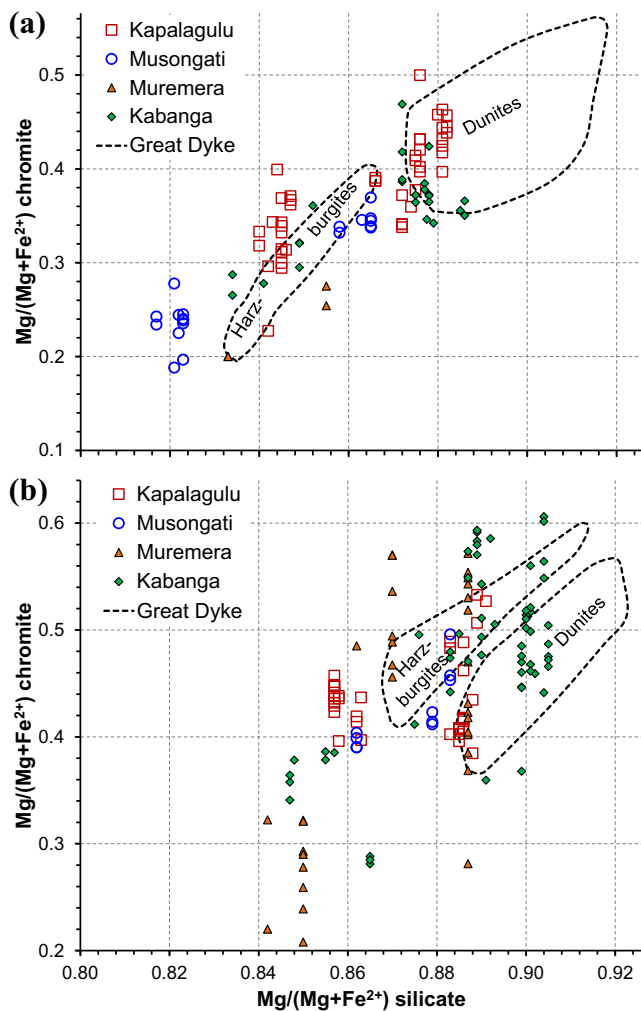 (a)
Kapalagulu
Musongati
Muremera
Kabanga
Great Dyke
Dunites
Harz-
burgites
Mg/(Mg+Fe²⁺) chromite
0.5
0.4
0.3
0.2
0.1
(b)
Kapalagulu
Musongati
Muremera
Kabanga
Great Dyke
Harz-
burgites
Dunites
Mg/(Mg+Fe²⁺) chromite
0.6
0.5
0.4
0.3
0.2
0.80 0.82 0.84 0.86 0.88 0.90 0.92
Mg/(Mg+Fe²⁺) silicate